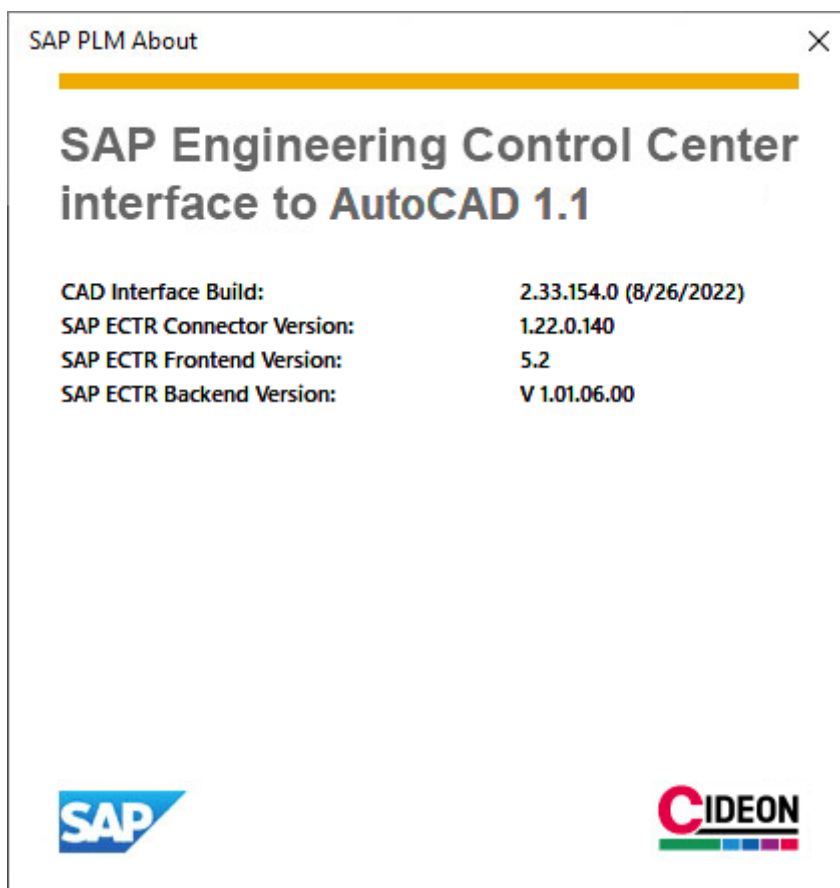 SAP PLM About
SAP Engineering Control Center
interface to AutoCAD 1.1
CAD Interface Build: 2.33.154.0 (8/26/2022)
SAP ECTR Connector Version: 1.22.0.140
SAP ECTR Frontend Version: 5.2
SAP ECTR Backend Version: V 1.01.06.00
SAP CIDEON